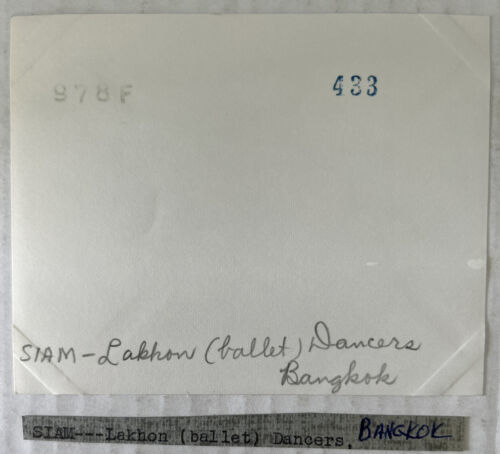 978F 433
SIAM - Lakhon (ballet) Dancers
Bangkok
SIAM---Lakhon (ballet) Dancers, BANGKOK